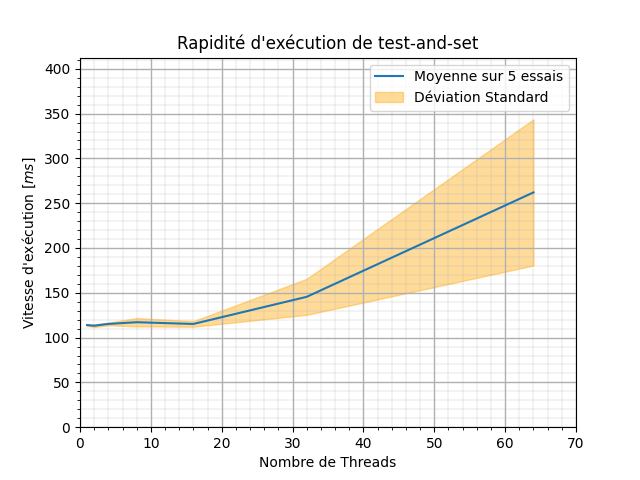 Rapidité d'exécution de test-and-set
Moyenne sur 5 essais
Déviation Standard
Vitesse d'exécution [ms]
400
350
300
250
200
150
100
50
0
0 10 20 30 40 50 60 70
Nombre de Threads